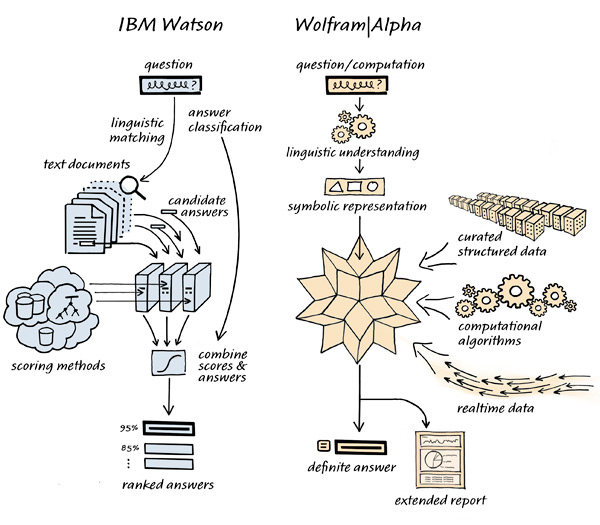 IBM Watson
question
linguistic
matching
answer
classification
text documents
candidate
answers
scoring methods
combine
scores &
answers
95%
85%
ranked answers
Wolfram|Alpha
question/computation
linguistic understanding
symbolic representation
curated
structured data
computational
algorithms
realtime data
definite answer
extended report